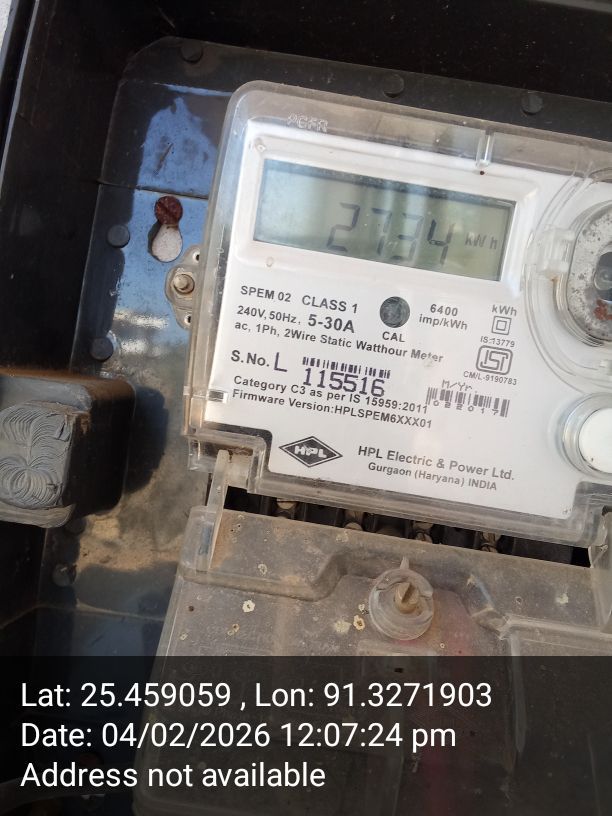 2734 kWh
SPEM 02 CLASS 1
240V, 50Hz, 5-30A
ac, 1Ph, 2Wire Static Watthour Meter
CAL
6400
imp/kWh
kWh
IS:13779
ISI
CM/L-9190783
S.No. L 115516
M/Yr.
022017
Category C3 as per IS 15959:2011
Firmware Version:HPLSPEM6XXX01
HPL
HPL Electric & Power Ltd.
Gurgaon (Haryana) INDIA
Lat: 25.459059 , Lon: 91.3271903
Date: 04/02/2026 12:07:24 pm
Address not available